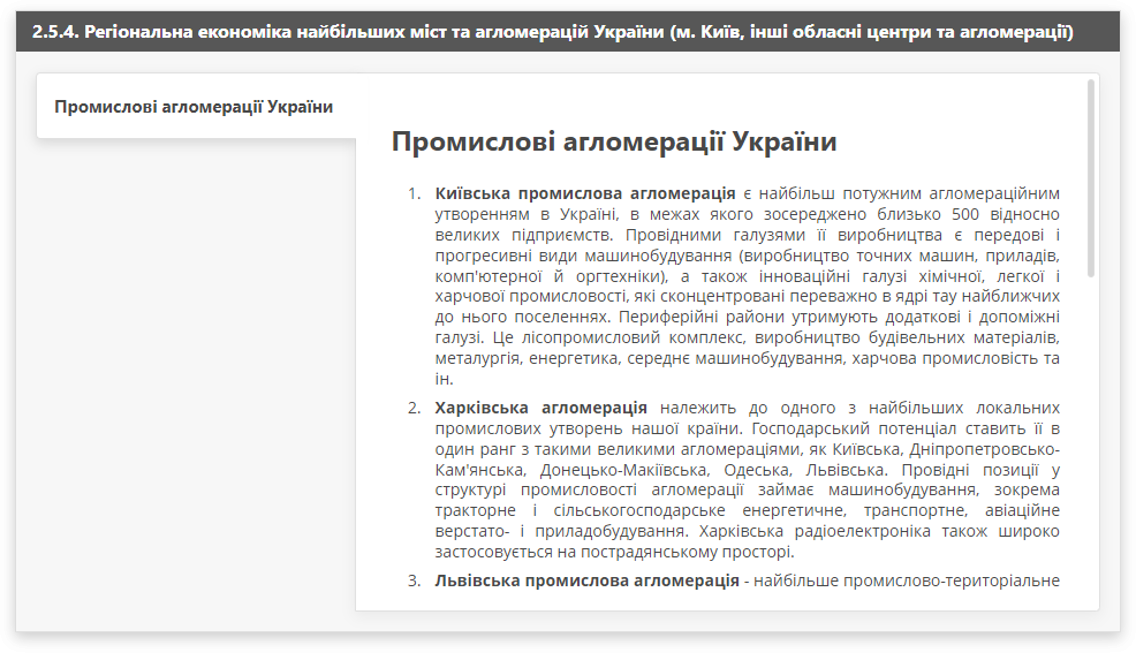 2.5.4. Регіональна економіка найбільших міст та агломерацій України (м. Київ, інші обласні центри та агломерації)
Промислові агломерації України
Промислові агломерації України
1. Київська промислова агломерація є найбільш потужним агломераційним
утворенням в Україні, в межах якого зосереджено близько 500 відносно
великих підприємств. Провідними галузями її виробництва є передові і
прогресивні види машинобудування (виробництво точних машин, приладів,
комп'ютерної й оргтехніки), а також інноваційні галузі хімічної, легкої і
харчової промисловості, які сконцентровані переважно в ядрі тау найближчих
до нього поселеннях. Периферійні райони утримують додаткові і допоміжні
галузі. Це лісопромисловий комплекс, виробництво будівельних матеріалів,
металургія, енергетика, середнє машинобудування, харчова промисловість та
ін.
2. Харківська агломерація належить до одного з найбільших локальних
промислових утворень нашої країни. Господарський потенціал ставить її в
один ранг з такими великими агломераціями, як Київська, Дніпропетровсько-
Кам'янська, Донецько-Макіївська, Одеська, Львівська. Провідні позиції у
структурі промисловості агломерації займає машинобудування, зокрема
тракторне і сільськогосподарське енергетичне, транспортне, авіаційне
верстато- і приладобудування. Харківська радіоелектроніка також широко
застосовується на пострадянському просторі.
3. Львівська промислова агломерація - найбільше промислово-територіальне